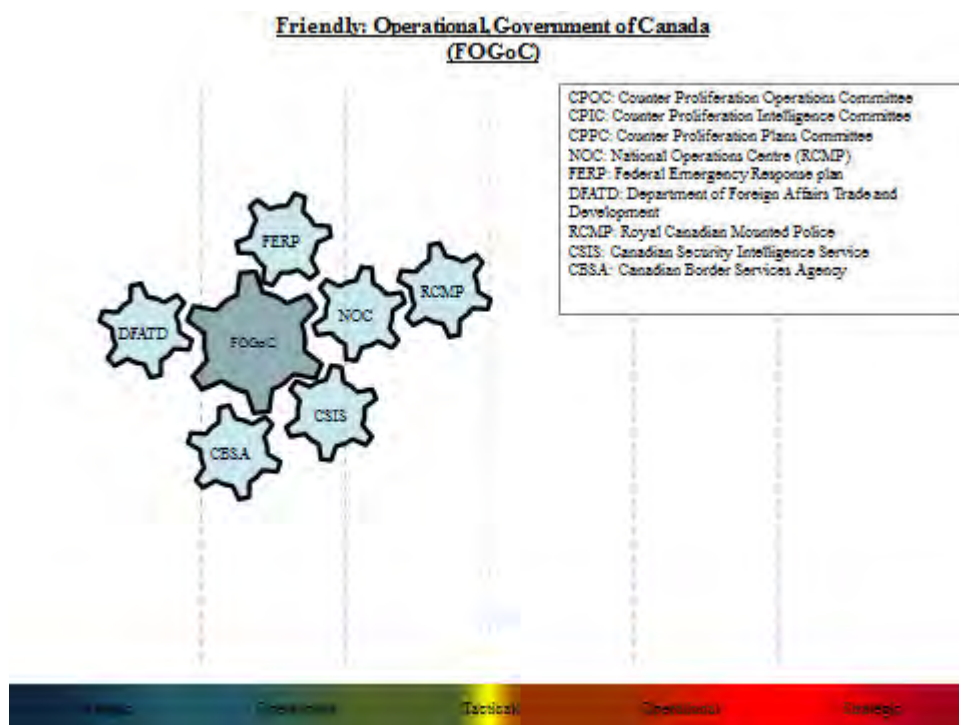 Friendly: Operational, Government of Canada
(FOGoC)
CPOC: Counter Proliferation Operations Committee
CPIC: Counter Proliferation Intelligence Committee
CPPC: Counter Proliferation Plans Committee
NOC: National Operations Centre (RCMP)
FERP: Federal Emergency Response plan
DFATD: Department of Foreign Affairs Trade and
Development
RCMP: Royal Canadian Mounted Police
CSIS: Canadian Security Intelligence Service
CBSA: Canadian Border Services Agency
FERP
RCMP
NOC
DFATD
FOGoC
CSIS
CBSA
Tactical
Operational
Strategic